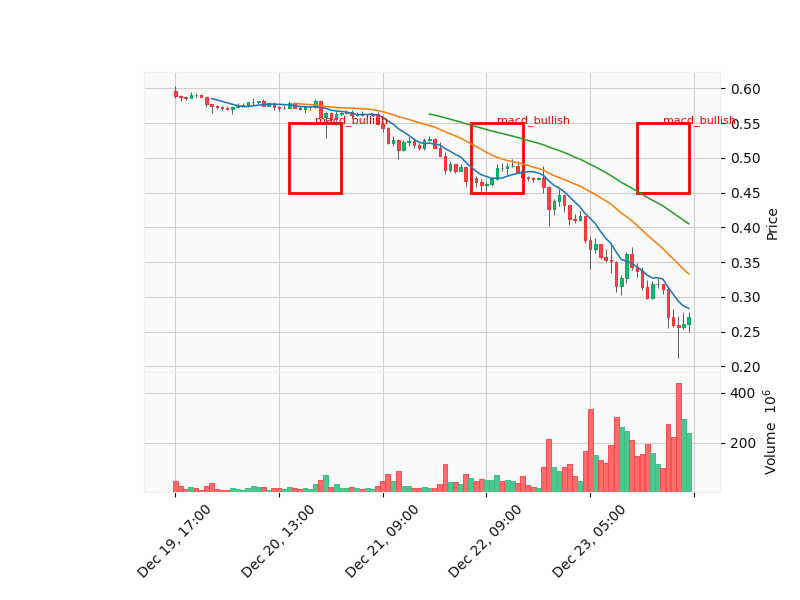 0.60
macd_bullish
macd_bullish
macd_bullish
0.55
0.50
0.45
0.40
0.35
0.30
0.25
0.20
Price
400
200
Volume 10^6
Dec 19, 17:00
Dec 20, 13:00
Dec 21, 09:00
Dec 22, 09:00
Dec 23, 05:00